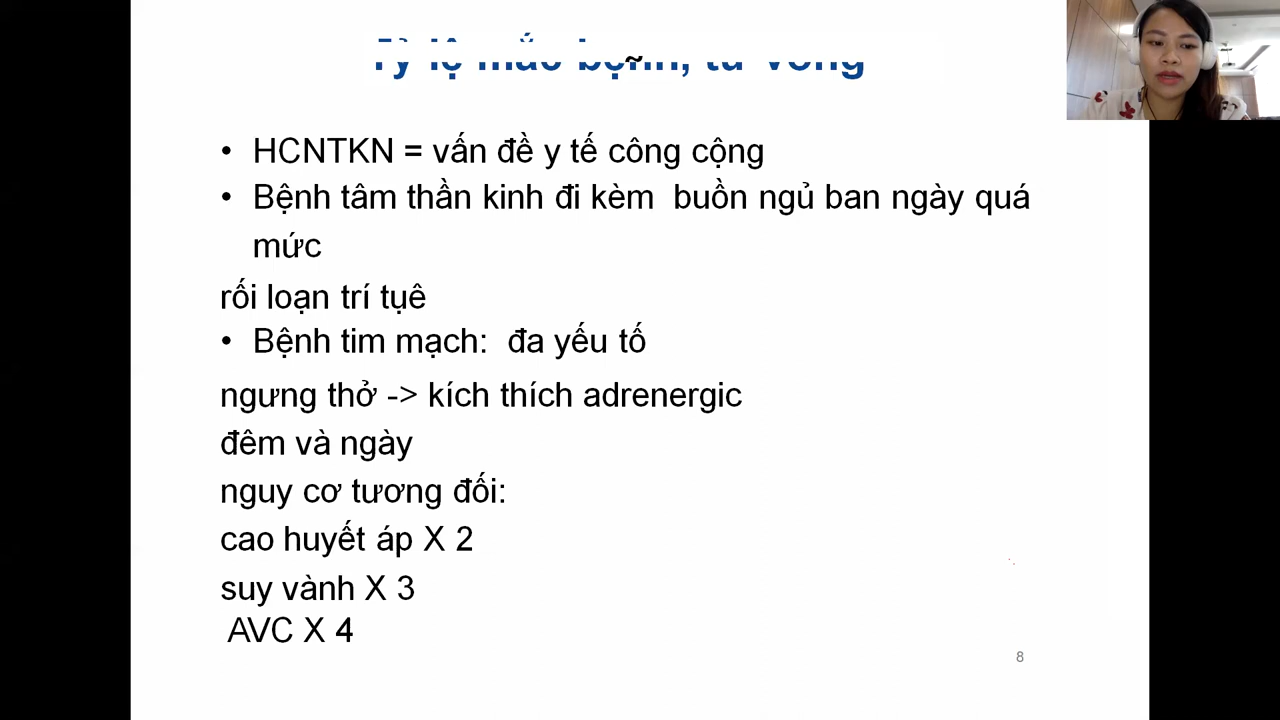 Tỷ lệ mắc bệnh, tử vong
• HCNTKN = vấn đề y tế công cộng
• Bệnh tâm thần kinh đi kèm buồn ngủ ban ngày quá
mức
rối loạn trí tuệ
• Bệnh tim mạch: đa yếu tố
ngưng thở -> kích thích adrenergic
đêm và ngày
nguy cơ tương đối:
cao huyết áp X 2
suy vành X 3
AVC X 4
8